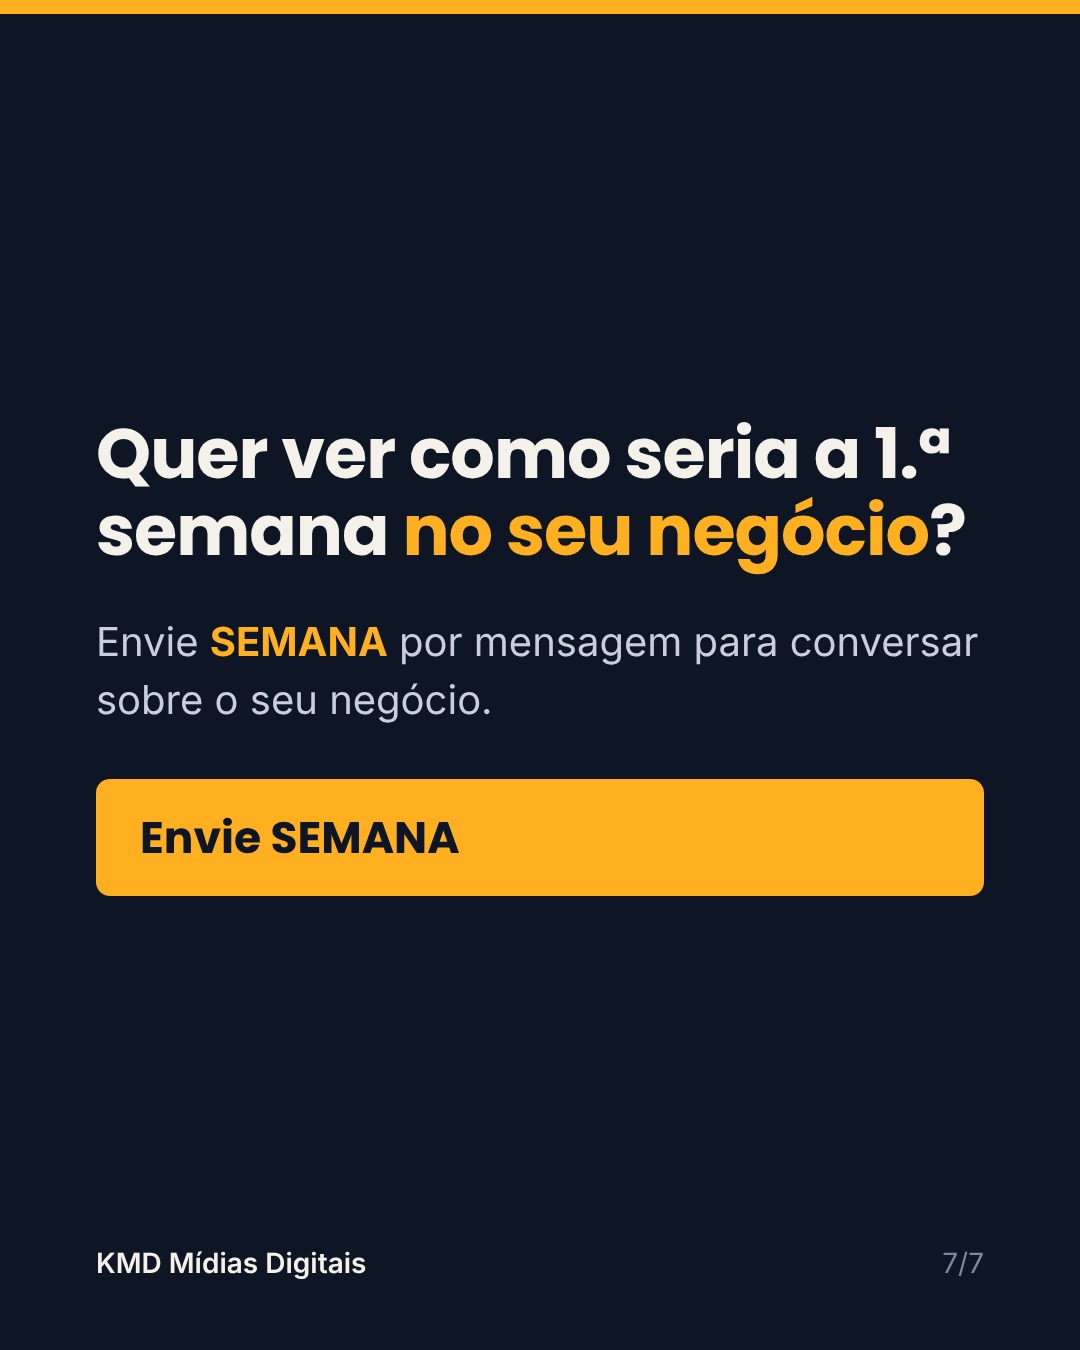 Quer ver como seria a 1.ª
semana no seu negócio?
Envie SEMANA por mensagem para conversar
sobre o seu negócio.
Envie SEMANA
KMD Mídias Digitais
7/7